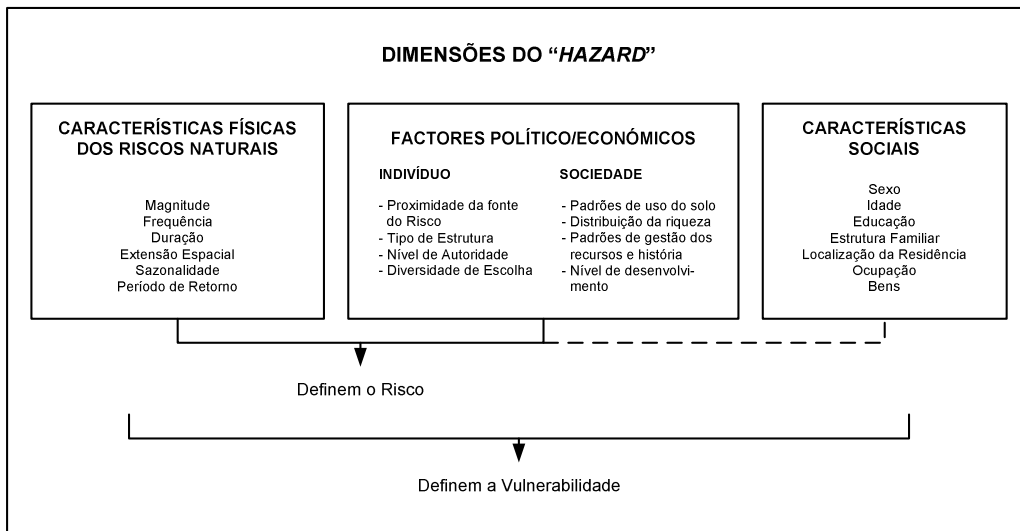 DIMENSÕES DO “HAZARD”
CARACTERÍSTÍCAS FÍSICAS
DOS RISCOS NATURAIS
Magnitude
Frequência
Duração
Extensão Espacial
Sazonalidade
Período de Retorno
FACTORES POLÍTICO/ECONÓMICOS
INDIVÍDUO
- Proximidade da fonte
do Risco
- Tipo de Estrutura
- Nível de Autoridade
- Diversidade de Escolha
SOCIEDADE
- Padrões de uso do solo
- Distribuição da riqueza
- Padrões de gestão dos
recursos e história
- Nível de desenvolvi-
mento
CARACTERÍSTICAS
SOCIAIS
Sexo
Idade
Educação
Estrutura Familiar
Localização da Residência
Ocupação
Bens
Definem o Risco
Definem a Vulnerabilidade